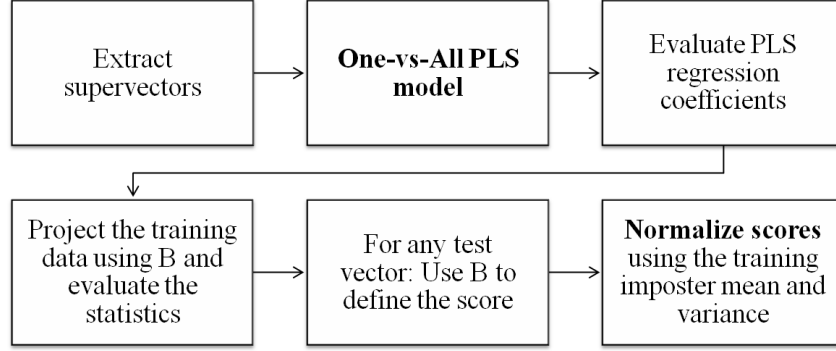 Extract
supervectors
One-vs-All PLS
model
Evaluate PLS
regression
coefficients
Project the training
data using B and
evaluate the
statistics
For any test
vector: Use B to
define the score
Normalize scores
using the training
imposter mean and
variance